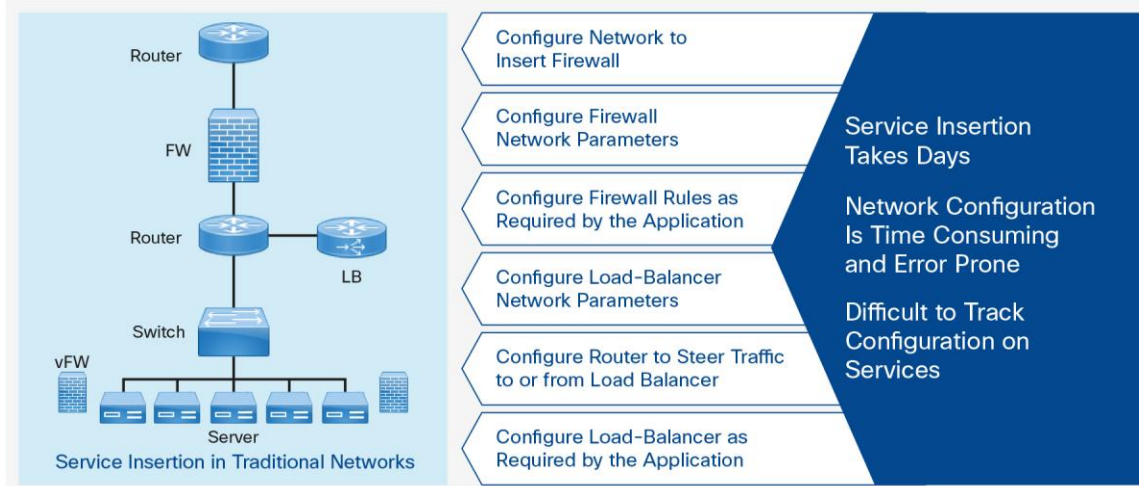 Router
FW
Router
LB
Switch
vFW
Server
Service Insertion in Traditional Networks
Configure Network to
Insert Firewall
Configure Firewall
Network Parameters
Configure Firewall Rules as
Required by the Application
Configure Load-Balancer
Network Parameters
Configure Router to Steer Traffic
to or from Load Balancer
Configure Load-Balancer as
Required by the Application
Service Insertion
Takes Days
Network Configuration
Is Time Consuming
and Error Prone
Difficult to Track
Configuration on
Services